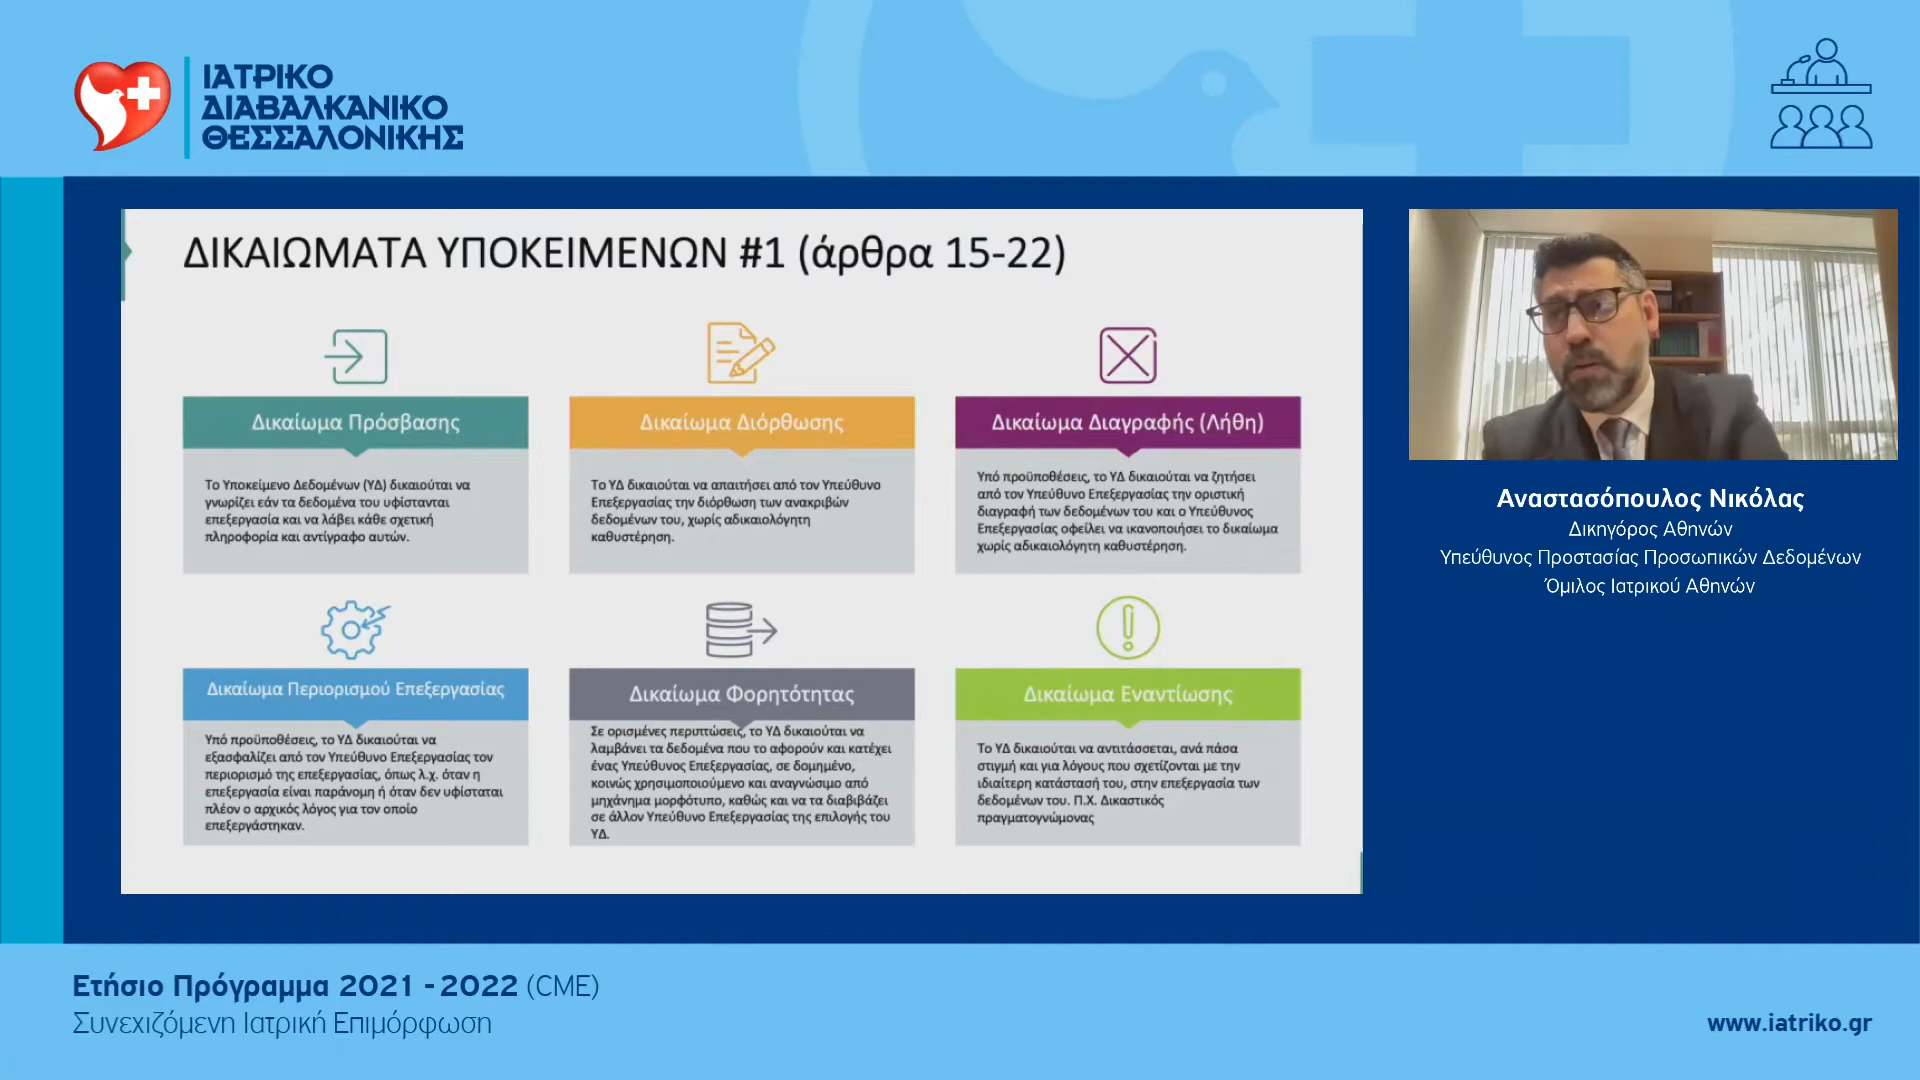 ΙΑΤΡΙΚΟ
ΔΙΑΒΑΛΚΑΝΙΚΟ
ΘΕΣΣΑΛΟΝΙΚΗΣ
ΔΙΚΑΙΩΜΑΤΑ ΥΠΟΚΕΙΜΕΝΩΝ #1 (άρθρα 15-22)
Δικαίωμα Πρόσβασης
Το Υποκείμενο Δεδομένων (ΥΔ) δικαιούται να
γνωρίζει εάν τα δεδομένα του υφίστανται
επεξεργασία και να λάβει κάθε σχετική
πληροφορία και αντίγραφο αυτών.
Δικαίωμα Διόρθωσης
Το ΥΔ δικαιούται να απαιτήσει από τον Υπεύθυνο
Επεξεργασίας την διόρθωση των ανακριβών
δεδομένων του, χωρίς αδικαιολόγητη
καθυστέρηση.
Δικαίωμα Διαγραφής (Λήθη)
Υπό προϋποθέσεις, το ΥΔ δικαιούται να ζητήσει
από τον Υπεύθυνο Επεξεργασίας την οριστική
διαγραφή των δεδομένων του και ο Υπεύθυνος
Επεξεργασίας οφείλει να ικανοποιήσει το δικαίωμα
χωρίς αδικαιολόγητη καθυστέρηση.
Δικαίωμα Περιορισμού Επεξεργασίας
Υπό προϋποθέσεις, το ΥΔ δικαιούται να
εξασφαλίζει από τον Υπεύθυνο Επεξεργασίας τον
περιορισμό της επεξεργασίας, όπως λ.χ. όταν η
επεξεργασία είναι παράνομη ή όταν δεν υφίσταται
πλέον ο αρχικός λόγος για τον οποίο
επεξεργάστηκαν.
Δικαίωμα Φορητότητας
Σε ορισμένες περιπτώσεις, το ΥΔ δικαιούται να
λαμβάνει τα δεδομένα που το αφορούν και κατέχει
ένας Υπεύθυνος Επεξεργασίας, σε δομημένο,
κοινώς χρησιμοποιούμενο και αναγνώσιμο από
μηχάνημα μορφότυπο, καθώς και να τα διαβιβάζει
σε άλλον Υπεύθυνο Επεξεργασίας της επιλογής του
ΥΔ.
Δικαίωμα Εναντίωσης
Το ΥΔ δικαιούται να αντιτάσσεται, ανά πάσα
στιγμή και για λόγους που σχετίζονται με την
ιδιαίτερη κατάστασή του, στην επεξεργασία των
δεδομένων του. Π.Χ. Δικαστικός
πραγματογνώμονας
Αναστασόπουλος Νικόλας
Δικηγόρος Αθηνών
Υπεύθυνος Προστασίας Προσωπικών Δεδομένων
Όμιλος Ιατρικού Αθηνών
Ετήσιο Πρόγραμμα 2021 - 2022 (CME)
Συνεχιζόμενη Ιατρική Επιμόρφωση
www.iatriko.gr